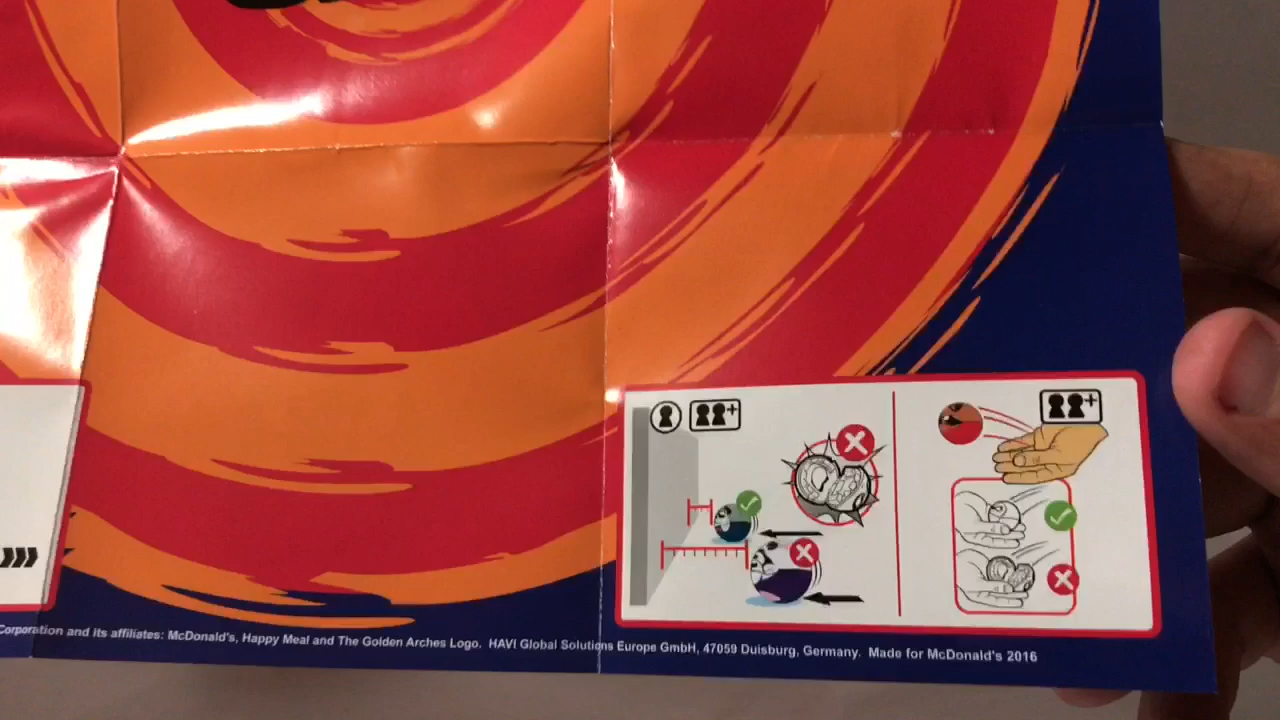 Corporation and its affiliates: McDonald's, Happy Meal and The Golden Arches Logo. HAVI Global Solutions Europe GmbH, 47059 Duisburg, Germany. Made for McDonald's 2016